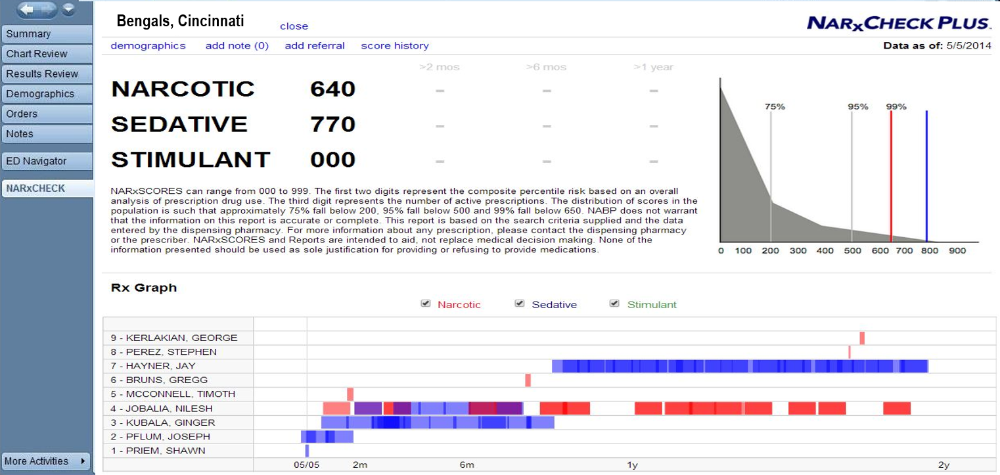 Bengals, Cincinnati
close
NARxCHECK PLUS
Summary
Chart Review
Results Review
Demographics
Orders
Notes
ED Navigator
NARxCHECK
More Activities
demographics add note (0) add referral score history
Data as of: 5/5/2014
>2 mos >6 mos >1 year
NARCOTIC 640 – – –
SEDATIVE 770 – – –
STIMULANT 000 – – –
75% 95% 99%
0 100 200 300 400 500 600 700 800 900
NARxSCORES can range from 000 to 999. The first two digits represent the composite percentile risk based on an overall
analysis of prescription drug use. The third digit represents the number of active prescriptions. The distribution of scores in the
population is such that approximately 75% fall below 200, 95% fall below 500 and 99% fall below 650. NABP does not warrant
that the information on this report is accurate or complete. This report is based on the search criteria supplied and the data
entered by the dispensing pharmacy. For more information about any prescription, please contact the dispensing pharmacy
or the prescriber. NARxSCORES and Reports are intended to aid, not replace medical decision making. None of the
information presented should be used as sole justification for providing or refusing to provide medications.
Rx Graph
Narcotic Sedative Stimulant
9 - KERLAKIAN, GEORGE
8 - PEREZ, STEPHEN
7 - HAYNER, JAY
6 - BRUNS, GREGG
5 - MCCONNELL, TIMOTH
4 - JOBALIA, NILESH
3 - KUBALA, GINGER
2 - PFLUM, JOSEPH
1 - PRIEM, SHAWN
05/05 2m 6m 1y 2y